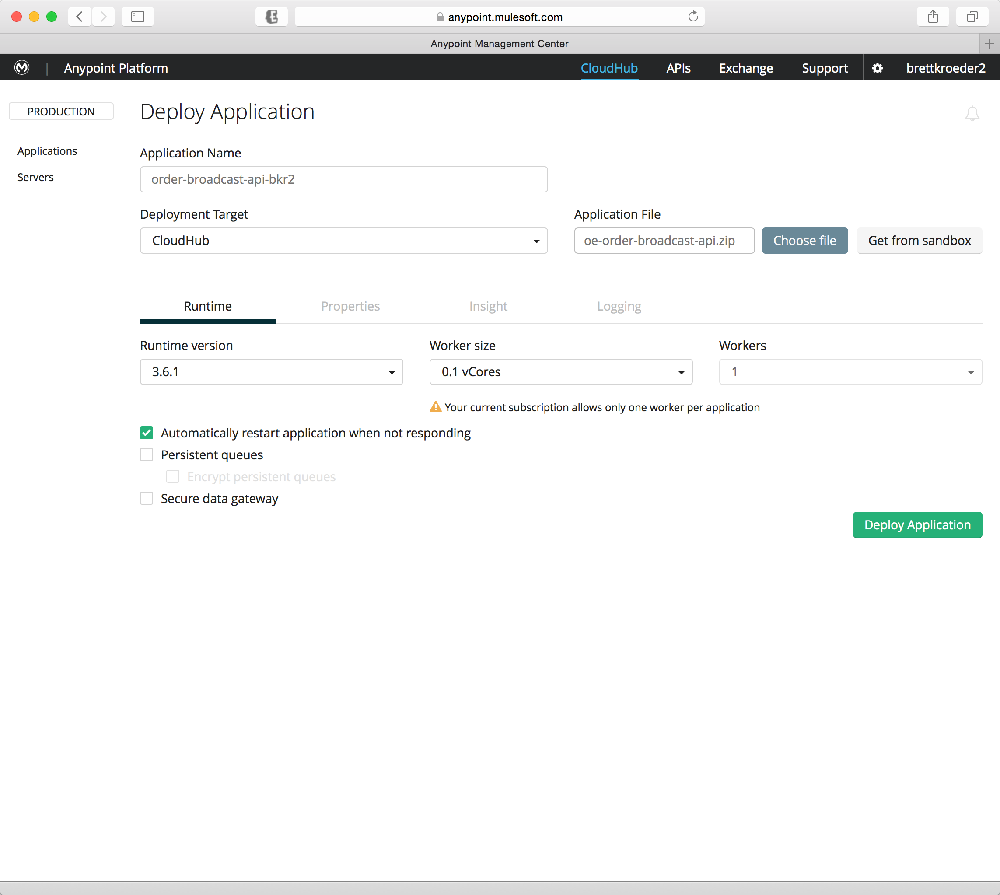 anypoint.mulesoft.com
Anypoint Management Center
Anypoint Platform
CloudHub
APIs
Exchange
Support
brettkroeder2
PRODUCTION
Applications
Servers
Deploy Application
Application Name
order-broadcast-api-bkr2
Deployment Target
CloudHub
Application File
oe-order-broadcast-api.zip
Choose file
Get from sandbox
Runtime
Properties
Insight
Logging
Runtime version
3.6.1
Worker size
0.1 vCores
Workers
1
Your current subscription allows only one worker per application
Automatically restart application when not responding
Persistent queues
Encrypt persistent queues
Secure data gateway
Deploy Application